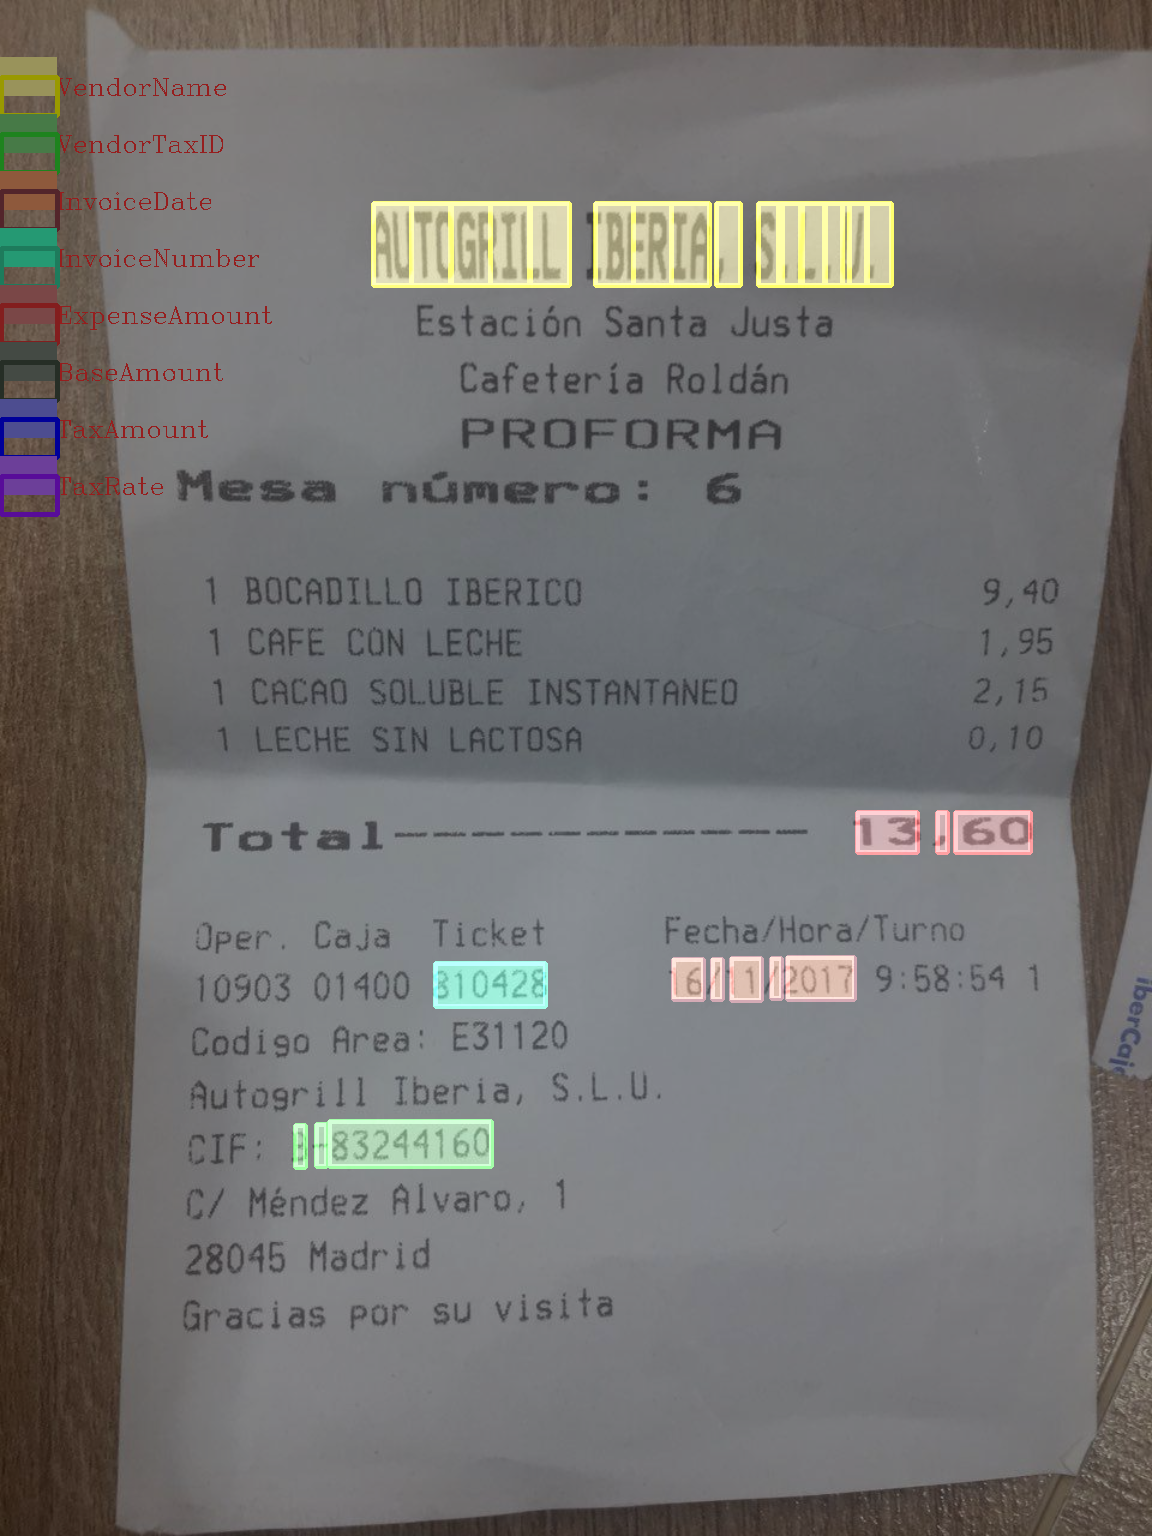 VendorName
VendorTaxID
InvoiceDate
InvoiceNumber
ExpenseAmount
BaseAmount
TaxAmount
TaxRate
AUTOGRILL IBERIA, S.L.U.
Estación Santa Justa
Cafetería Roldán
PROFORMA
Mesa número: 6
1 BOCADILLO IBERICO 9,40
1 CAFE CON LECHE 1,95
1 CACAO SOLUBLE INSTANTANEO 2,15
1 LECHE SIN LACTOSA 0,10
Total------------- 13,60
Oper. Caja Ticket Fecha/Hora/Turno
10903 01400 810428 16/11/2017 9:58:54 1
Codigo Area: E31120
Autogrill Iberia, S.L.U.
CIF: B-83244160
C/ Méndez Alvaro, 1
28045 Madrid
Gracias por su visita
iberCaja